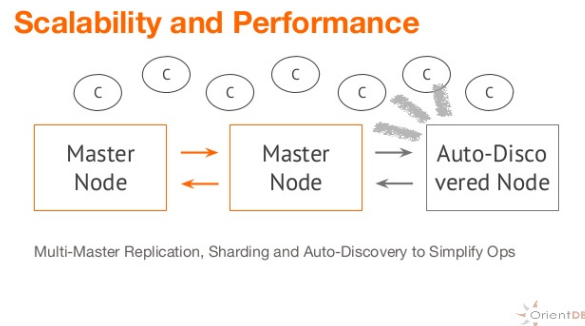 Scalability and Performance
C
C
C
C
C
C
C
Master
Node
Master
Node
Auto-Disco
vered Node
Multi-Master Replication, Sharding and Auto-Discovery to Simplify Ops
OrientDB